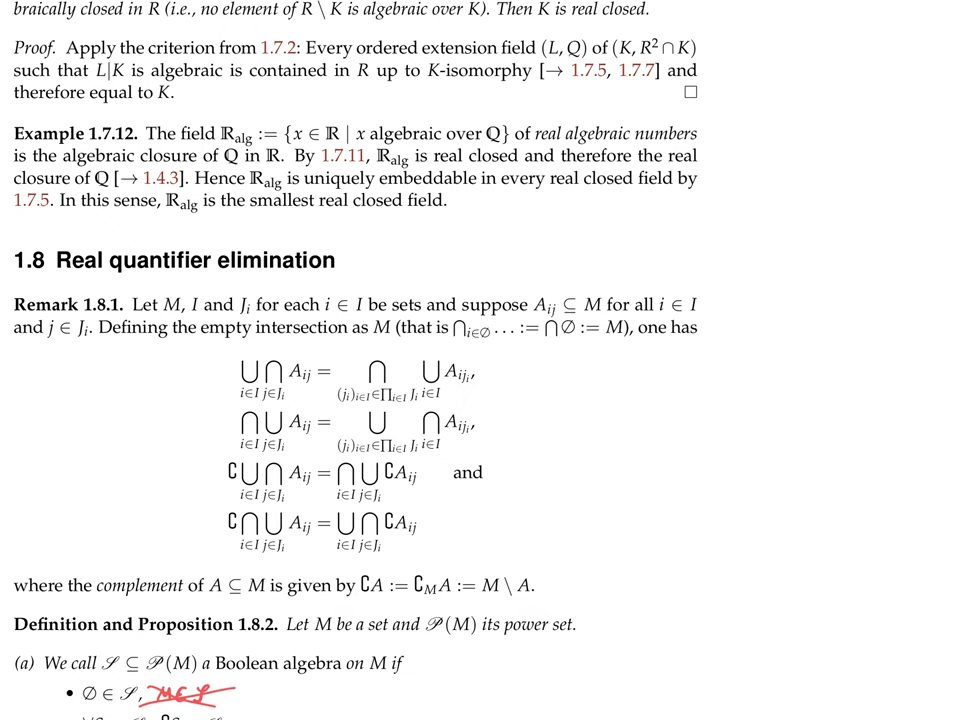 braically closed in R (i.e., no element of R \ K is algebraic over K). Then K is real closed.
Proof. Apply the criterion from 1.7.2: Every ordered extension field (L, Q) of (K, R² ∩ K)
such that L|K is algebraic is contained in R up to K-isomorphy [→ 1.7.5, 1.7.7] and
therefore equal to K. □
Example 1.7.12. The field ℝ_alg := {x ∈ ℝ | x algebraic over ℚ} of real algebraic numbers
is the algebraic closure of ℚ in ℝ. By 1.7.11, ℝ_alg is real closed and therefore the real
closure of ℚ [→ 1.4.3]. Hence ℝ_alg is uniquely embeddable in every real closed field by
1.7.5. In this sense, ℝ_alg is the smallest real closed field.
1.8 Real quantifier elimination
Remark 1.8.1. Let M, I and J_i for each i ∈ I be sets and suppose A_ij ⊆ M for all i ∈ I
and j ∈ J_i. Defining the empty intersection as M (that is ⋂_{i∈∅} … := ⋂ ∅ := M), one has
⋃_{i∈I} ⋂_{j∈J_i} A_ij = ⋂_{(j_i)_{i∈I} ∈ ∏_{i∈I} J_i} ⋃_{i∈I} A_{ij_i},
⋂_{i∈I} ⋃_{j∈J_i} A_ij = ⋃_{(j_i)_{i∈I} ∈ ∏_{i∈I} J_i} ⋂_{i∈I} A_{ij_i},
∁ ⋃_{i∈I} ⋂_{j∈J_i} A_ij = ⋂_{i∈I} ⋃_{j∈J_i} ∁A_ij and
∁ ⋂_{i∈I} ⋃_{j∈J_i} A_ij = ⋃_{i∈I} ⋂_{j∈J_i} ∁A_ij
where the complement of A ⊆ M is given by ∁A := ∁_M A := M \ A.
Definition and Proposition 1.8.2. Let M be a set and 𝒫(M) its power set.
(a) We call 𝒮 ⊆ 𝒫(M) a Boolean algebra on M if
• ∅ ∈ 𝒮, M ∈ 𝒮